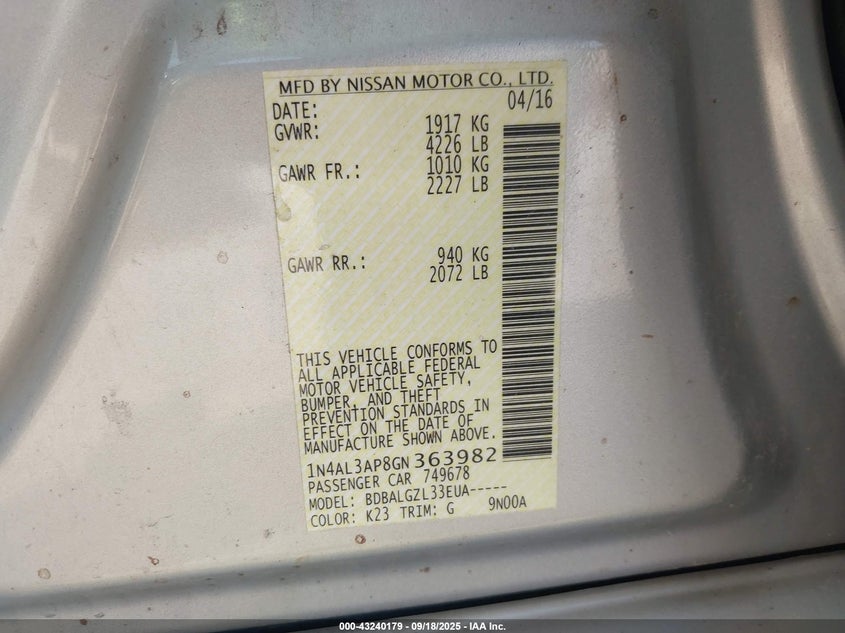 MFD BY NISSAN MOTOR CO., LTD.
DATE: 04/16
GVWR: 1917 KG
4226 LB
GAWR FR.: 1010 KG
2227 LB
GAWR RR.: 940 KG
2072 LB
THIS VEHICLE CONFORMS TO
ALL APPLICABLE FEDERAL
MOTOR VEHICLE SAFETY,
BUMPER, AND THEFT
PREVENTION STANDARDS IN
EFFECT ON THE DATE OF
MANUFACTURE SHOWN ABOVE.
1N4AL3AP8GN363982
PASSENGER CAR 749678
MODEL: BDBALGZL33EUA-----
COLOR: K23 TRIM: G 9N00A
000-43240179 - 09/18/2025 - IAA Inc.